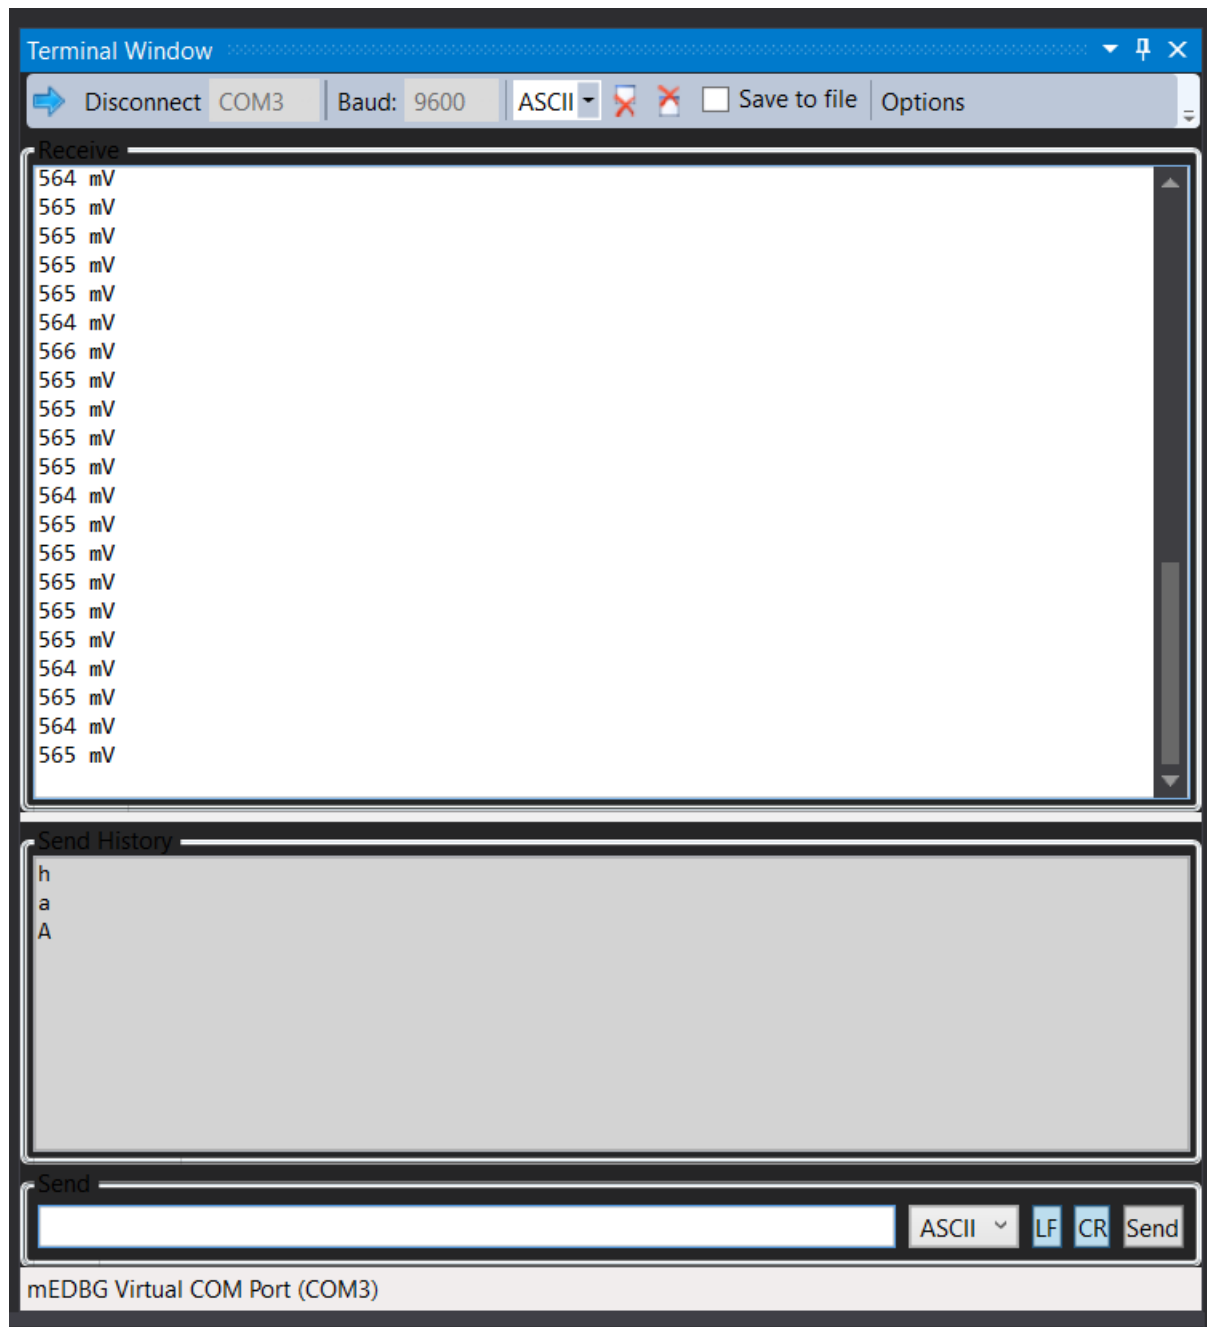 Terminal Window
Disconnect COM3 Baud: 9600 ASCII Save to file Options
Receive
564 mV
565 mV
565 mV
565 mV
565 mV
564 mV
566 mV
565 mV
565 mV
565 mV
565 mV
564 mV
565 mV
565 mV
565 mV
565 mV
565 mV
564 mV
565 mV
564 mV
565 mV
Send History
h
a
A
Send
ASCII LF CR Send
mEDBG Virtual COM Port (COM3)